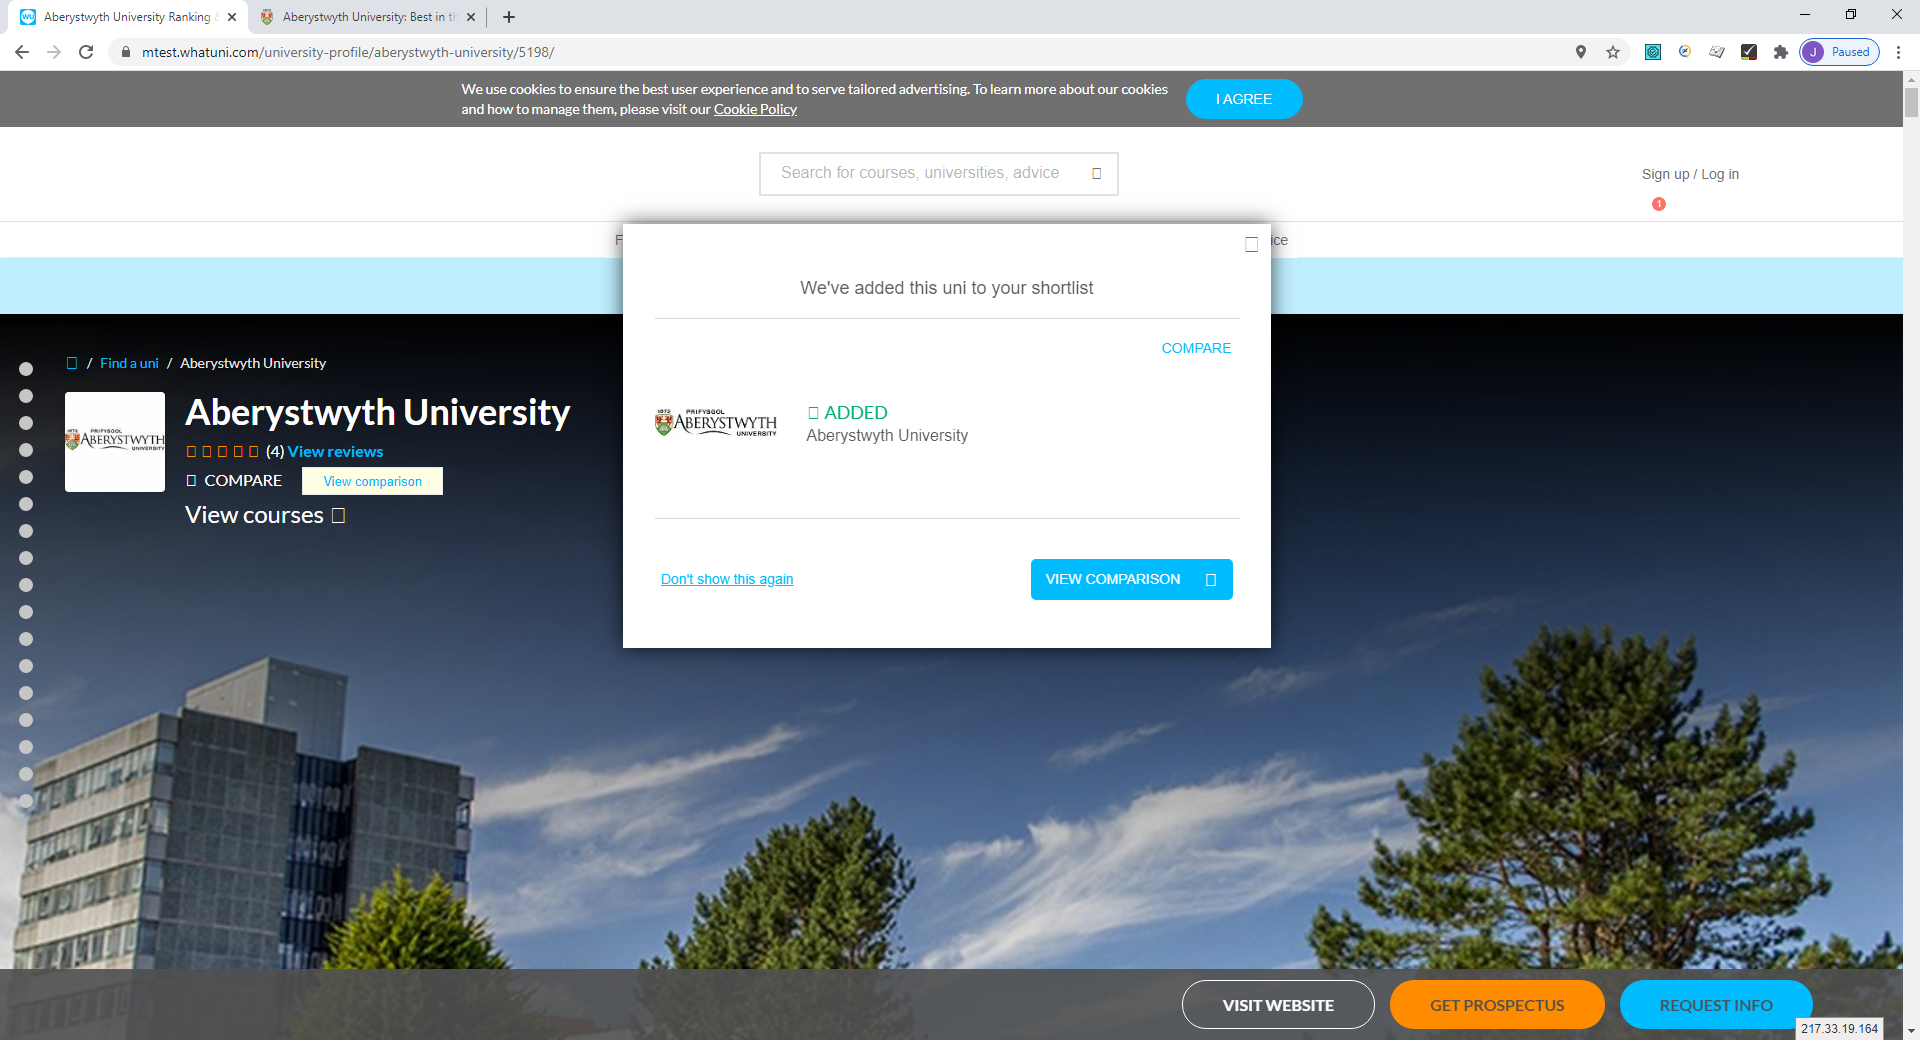 Aberystwyth University Ranking
Aberystwyth University: Best in th
mtest.whatuni.com/university-profile/aberystwyth-university/5198/
J Paused
We use cookies to ensure the best user experience and to serve tailored advertising. To learn more about our cookies
and how to manage them, please visit our Cookie Policy
I AGREE
Search for courses, universities, advice
Sign up / Log in
1
F
ice
We've added this uni to your shortlist
COMPARE
/ Find a uni / Aberystwyth University
Aberystwyth University
(4) View reviews
COMPARE View comparison
View courses
1872 PRIFYSGOL
ABERYSTWYTH
UNIVERSITY
1872 PRIFYSGOL
ABERYSTWYTH
UNIVERSITY
ADDED
Aberystwyth University
Don't show this again
VIEW COMPARISON
VISIT WEBSITE
GET PROSPECTUS
REQUEST INFO
217.33.19.164